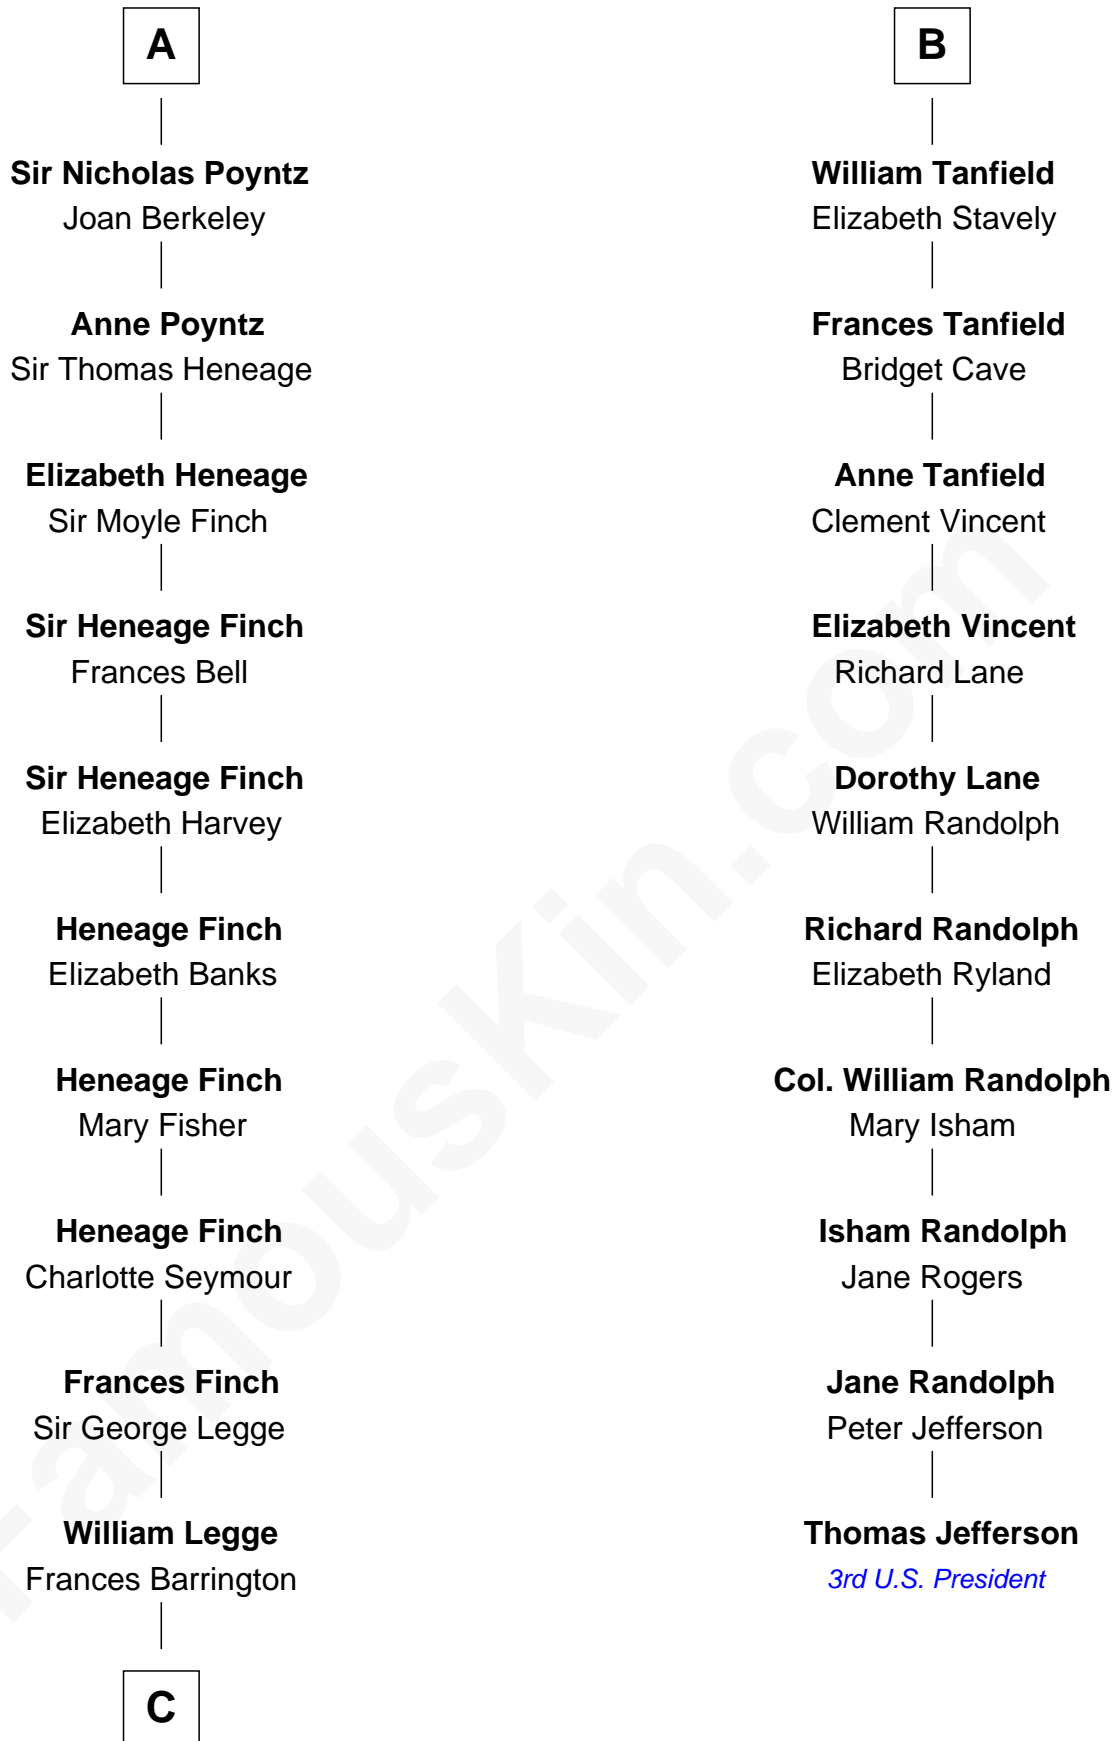 A
Sir Nicholas Poyntz
Joan Berkeley
Anne Poyntz
Sir Thomas Heneage
Elizabeth Heneage
Sir Moyle Finch
Sir Heneage Finch
Frances Bell
Sir Heneage Finch
Elizabeth Harvey
Heneage Finch
Elizabeth Banks
Heneage Finch
Mary Fisher
Heneage Finch
Charlotte Seymour
Frances Finch
Sir George Legge
William Legge
Frances Barrington
C
B
William Tanfield
Elizabeth Stavely
Frances Tanfield
Bridget Cave
Anne Tanfield
Clement Vincent
Elizabeth Vincent
Richard Lane
Dorothy Lane
William Randolph
Richard Randolph
Elizabeth Ryland
Col. William Randolph
Mary Isham
Isham Randolph
Jane Rogers
Jane Randolph
Peter Jefferson
Thomas Jefferson
3rd U.S. President
FamousKin.com